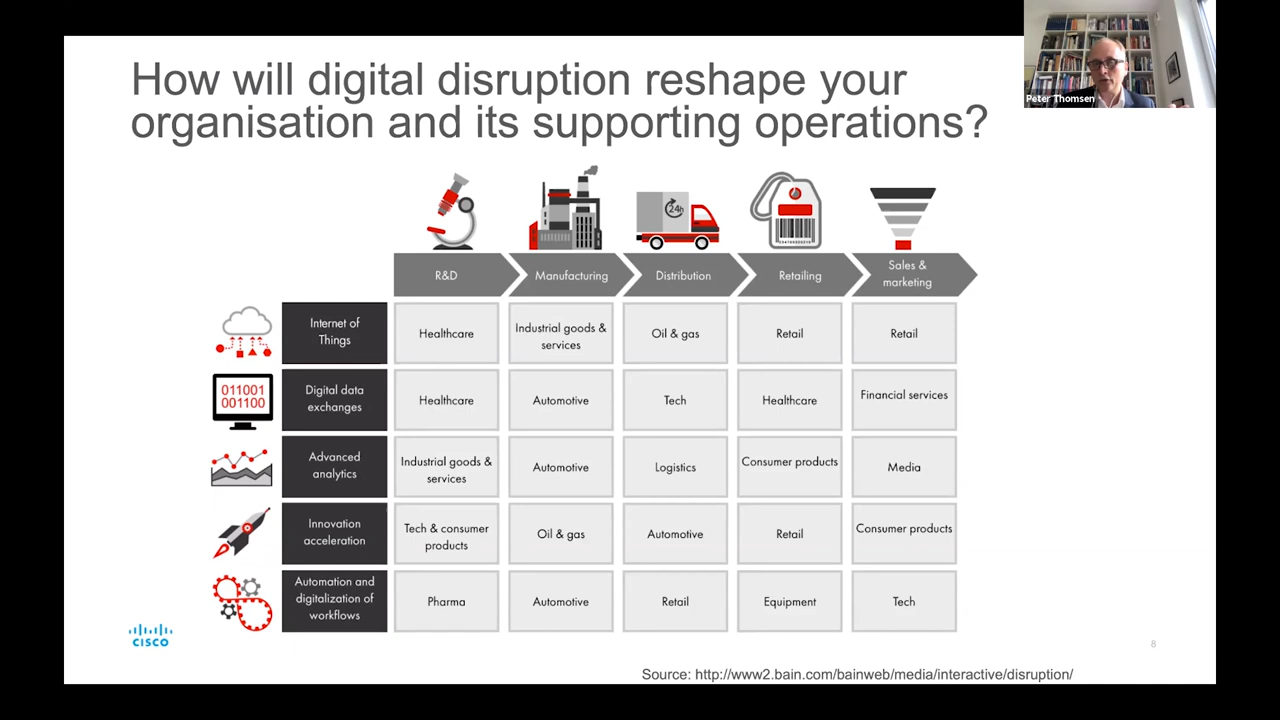 How will digital disruption reshape your
organisation and its supporting operations?
Peter Thomsen
24h
R&D
Manufacturing
Distribution
Retailing
Sales &
marketing
Internet of
Things
Healthcare
Industrial goods &
services
Oil & gas
Retail
Retail
011001
001100
Digital data
exchanges
Healthcare
Automotive
Tech
Healthcare
Financial services
Advanced
analytics
Industrial goods &
services
Automotive
Logistics
Consumer products
Media
Innovation
acceleration
Tech & consumer
products
Oil & gas
Automotive
Retail
Consumer products
Automation and
digitalization of
workflows
Pharma
Automotive
Retail
Equipment
Tech
CISCO
8
Source: http://www2.bain.com/bainweb/media/interactive/disruption/